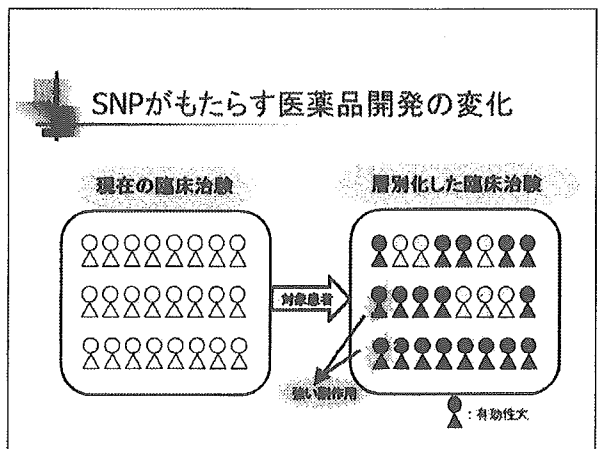 SNPがもたらす医薬品開発の変化
現在の臨床治験
層別化した臨床治験
対象患者
強い副作用
:有効性大